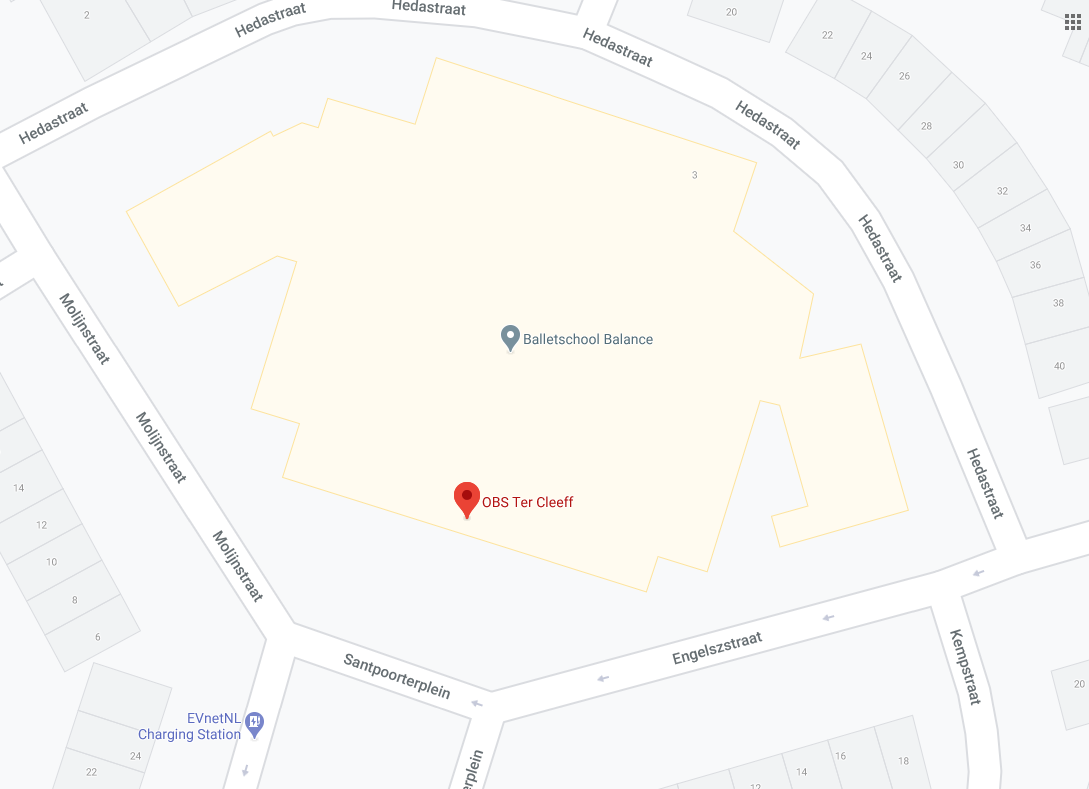 2
Hedastraat
Hedastraat
Hedastraat
Hedastraat
Hedastraat
Hedastraat
Hedastraat
20
22
24
26
28
30
32
34
36
38
40
3
Balletschool Balance
OBS Ter Cleeff
Molijnstraat
Molijnstraat
Molijnstraat
14
12
10
8
6
Santpoorterplein
Engelszstraat
Kempstraat
EVnetNL
Charging Station
24
22
erplein
12
14
16
18
20